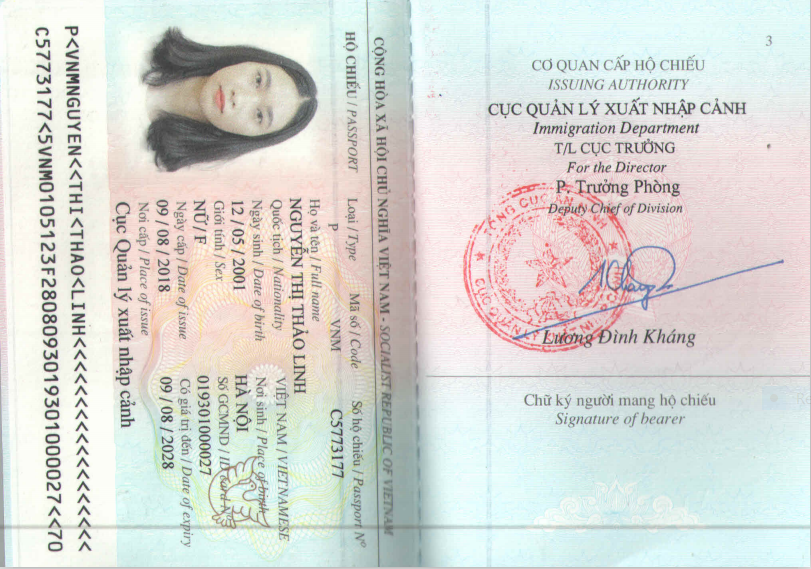 CỘNG HÒA XÃ HỘI CHỦ NGHĨA VIỆT NAM - SOCIALIST REPUBLIC OF VIETNAM
HỘ CHIẾU / PASSPORT
Loại / Type Mã số / Code Số hộ chiếu / Passport Nº
P VNM C5773177
Họ và tên / Full name
NGUYỄN THỊ THẢO LINH
Quốc tịch / Nationality VIỆT NAM / VIETNAMESE
Ngày sinh / Date of birth Nơi sinh / Place of birth
12 / 05 / 2001 HÀ NỘI
Giới tính / Sex Số GCMND / ID card Nº
NỮ / F 019301000027
Ngày cấp / Date of issue Có giá trị đến / Date of expiry
09 / 08 / 2018 09 / 08 / 2028
Nơi cấp / Place of issue
Cục Quản lý xuất nhập cảnh
P<VNMNGUYEN<<THI<THAO<LINH<<<<<<<<<<<<<<<<<<
C5773177<5VNM0105123F2808093019301000027<<70
3
CƠ QUAN CẤP HỘ CHIẾU
ISSUING AUTHORITY
CỤC QUẢN LÝ XUẤT NHẬP CẢNH
Immigration Department
T/L CỤC TRƯỞNG
For the Director
P. Trưởng Phòng
Deputy Chief of Division
Lương Đình Kháng
Chữ ký người mang hộ chiếu
Signature of bearer